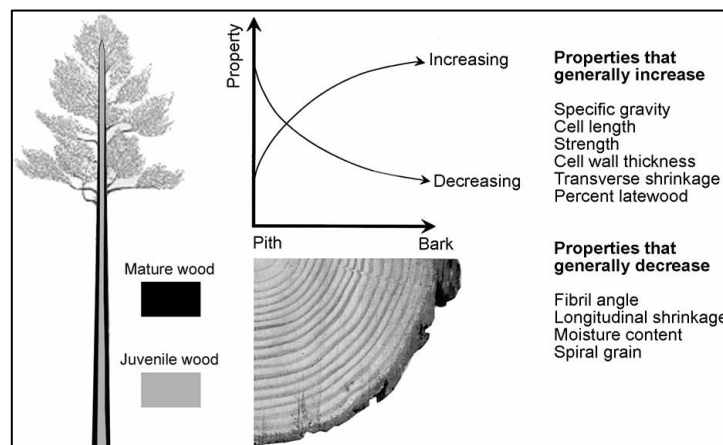 Property
Increasing
Decreasing
Pith
Bark
Mature wood
Juvenile wood
Properties that
generally increase
Specific gravity
Cell length
Strength
Cell wall thickness
Transverse shrinkage
Percent latewood
Properties that
generally decrease
Fibril angle
Longitudinal shrinkage
Moisture content
Spiral grain